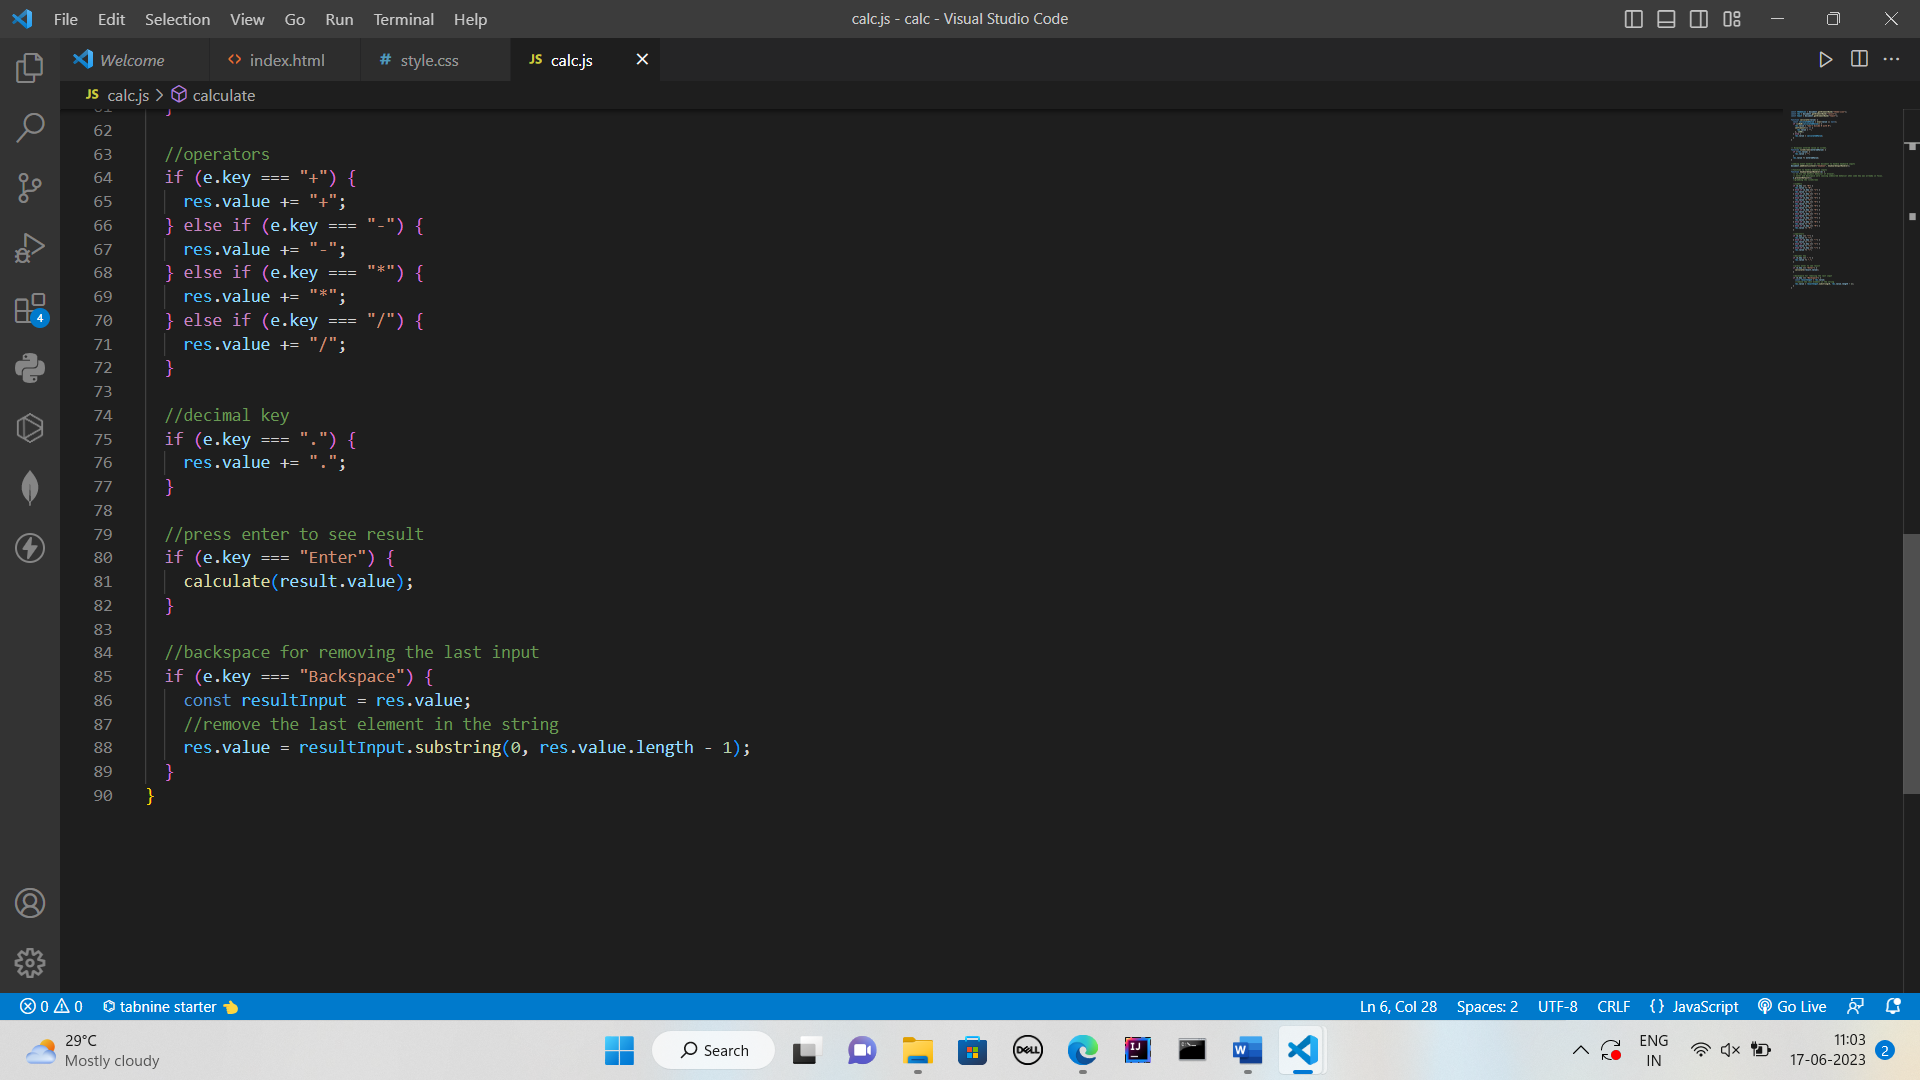 File Edit Selection View Go Run Terminal Help
calc.js - calc - Visual Studio Code
Welcome
<> index.html
# style.css
JS calc.js
JS calc.js > calculate
61 }
62
63 //operators
64 if (e.key === "+") {
65 res.value += "+";
66 } else if (e.key === "-") {
67 res.value += "-";
68 } else if (e.key === "*") {
69 res.value += "*";
70 } else if (e.key === "/") {
71 res.value += "/";
72 }
73
74 //decimal key
75 if (e.key === ".") {
76 res.value += ".";
77 }
78
79 //press enter to see result
80 if (e.key === "Enter") {
81 calculate(result.value);
82 }
83
84 //backspace for removing the last input
85 if (e.key === "Backspace") {
86 const resultInput = res.value;
87 //remove the last element in the string
88 res.value = resultInput.substring(0, res.value.length - 1);
89 }
90 }
4
0 0 tabnine starter
Ln 6, Col 28 Spaces: 2 UTF-8 CRLF {} JavaScript Go Live
29°C
Mostly cloudy
Search
DELL
IJ
W
ENG
IN
11:03
17-06-2023
2